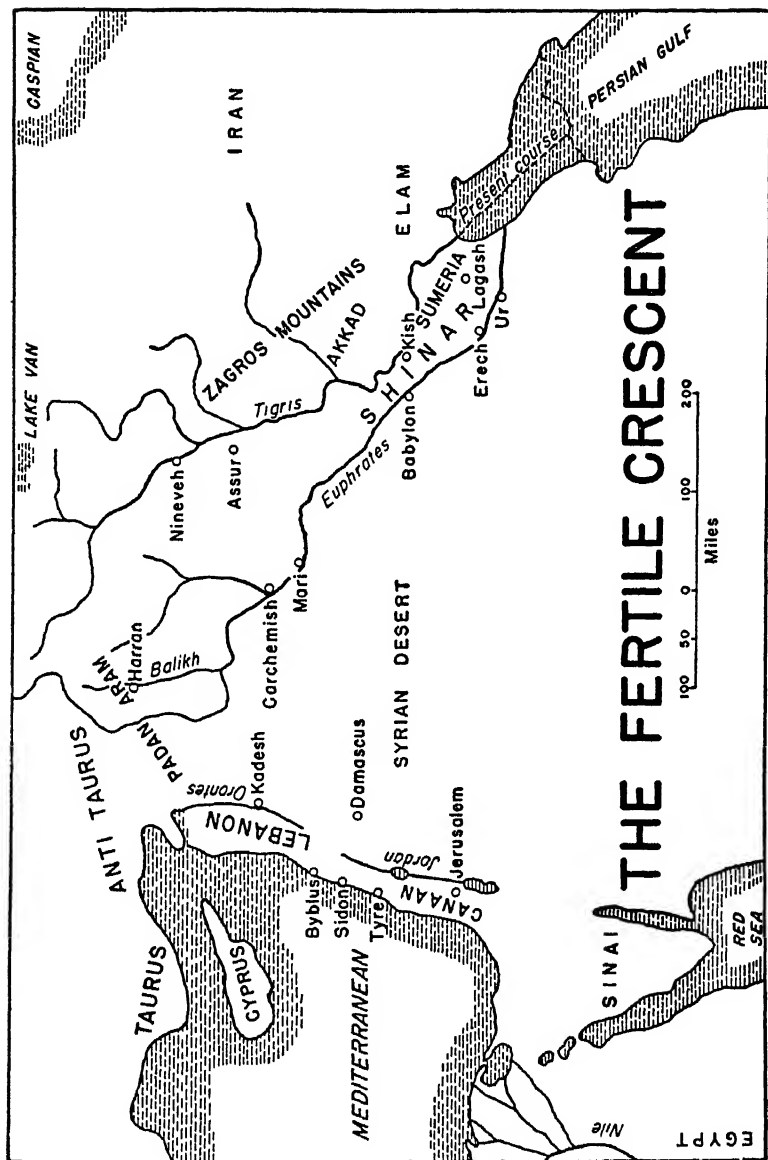 CASPIAN
LAKE VAN
IRAN
ANTI TAURUS
TAURUS
PADAN
ARAM
Harran
Balikh
Nineveh
Assur
Tigris
ZAGROS MOUNTAINS
AKKAD
ELAM
CYPRUS
Orontes
Kadesh
LEBANON
Carchemish
Mari
Euphrates
SHINAR
Babylon
Kish
SUMERIA
Lagash
Erech
Ur
Present course
PERSIAN GULF
Byblus
Sidon
Tyre
Damascus
SYRIAN DESERT
MEDITERRANEAN
CANAAN
Jordan
Jerusalem
Nile
EGYPT
SINAI
RED
SEA
THE FERTILE CRESCENT
100 50 0 100 200
Miles